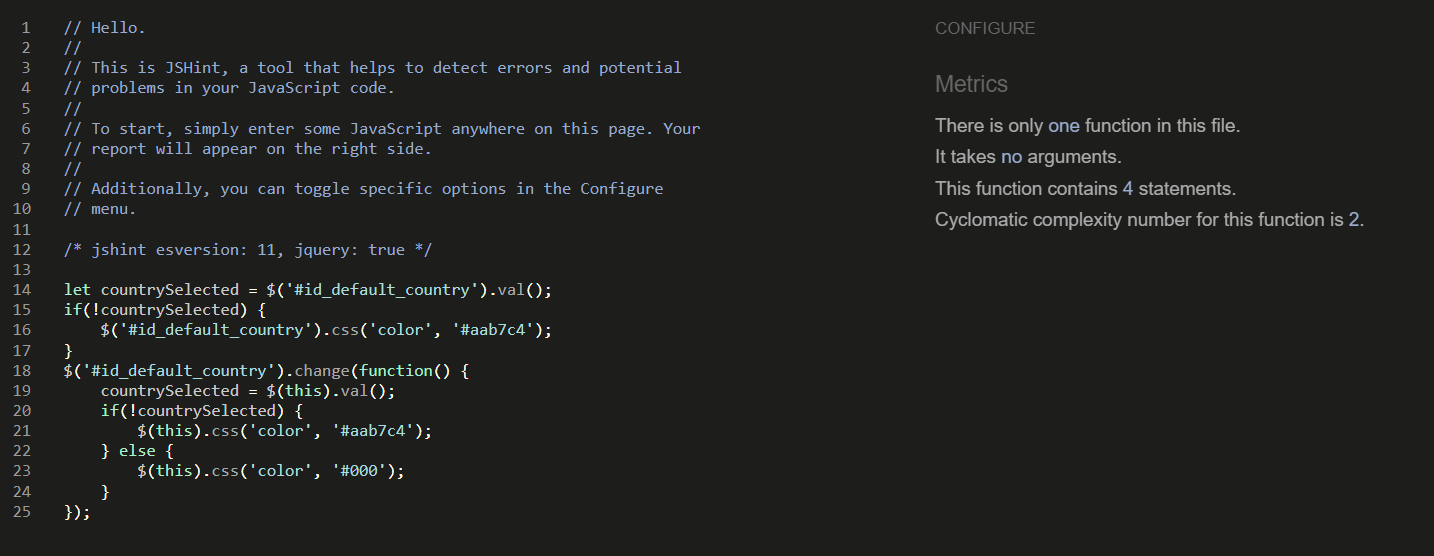 1 // Hello.
2 //
3 // This is JSHint, a tool that helps to detect errors and potential
4 // problems in your JavaScript code.
5 //
6 // To start, simply enter some JavaScript anywhere on this page. Your
7 // report will appear on the right side.
8 //
9 // Additionally, you can toggle specific options in the Configure
10 // menu.
11
12 /* jshint esversion: 11, jquery: true */
13
14 let countrySelected = $('#id_default_country').val();
15 if(!countrySelected) {
16     $('#id_default_country').css('color', '#aab7c4');
17 }
18 $('#id_default_country').change(function() {
19     countrySelected = $(this).val();
20     if(!countrySelected) {
21         $(this).css('color', '#aab7c4');
22     } else {
23         $(this).css('color', '#000');
24     }
25 });
CONFIGURE
Metrics
There is only one function in this file.
It takes no arguments.
This function contains 4 statements.
Cyclomatic complexity number for this function is 2.